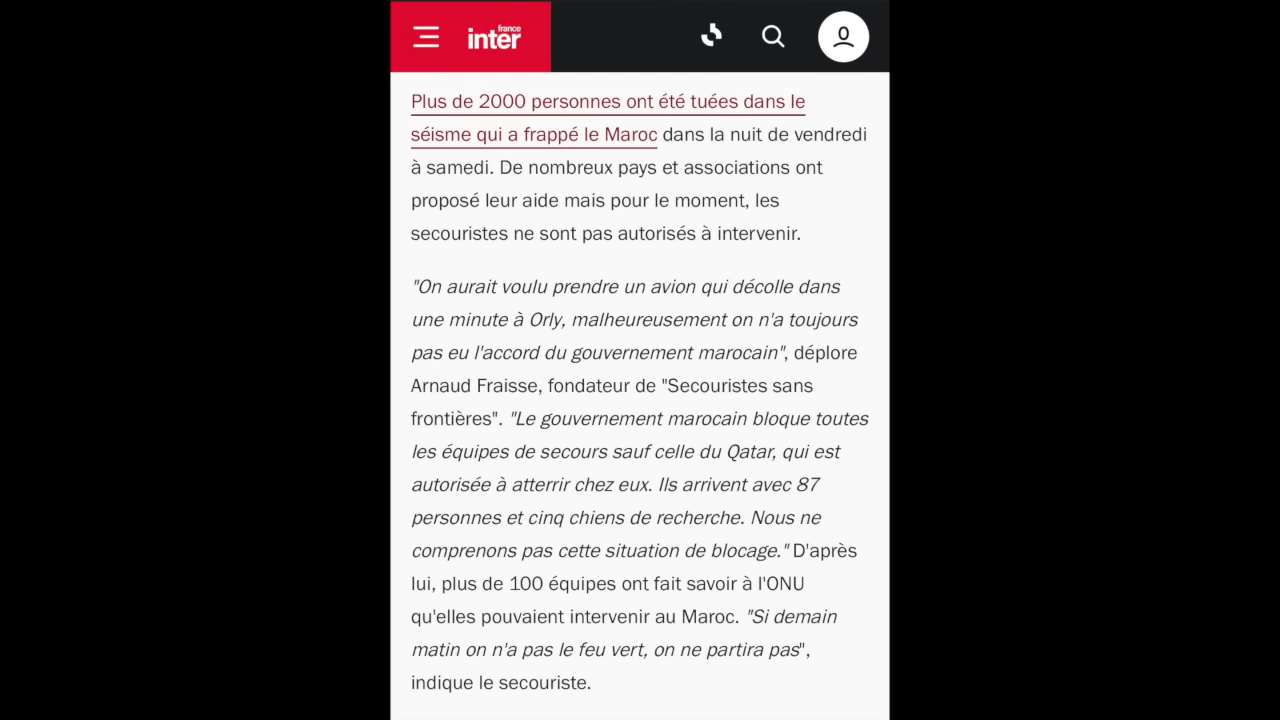 france
inter
Plus de 2000 personnes ont été tuées dans le
séisme qui a frappé le Maroc dans la nuit de vendredi
à samedi. De nombreux pays et associations ont
proposé leur aide mais pour le moment, les
secouristes ne sont pas autorisés à intervenir.
"On aurait voulu prendre un avion qui décolle dans
une minute à Orly, malheureusement on n'a toujours
pas eu l'accord du gouvernement marocain", déplore
Arnaud Fraisse, fondateur de "Secouristes sans
frontières". "Le gouvernement marocain bloque toutes
les équipes de secours sauf celle du Qatar, qui est
autorisée à atterrir chez eux. Ils arrivent avec 87
personnes et cinq chiens de recherche. Nous ne
comprenons pas cette situation de blocage." D'après
lui, plus de 100 équipes ont fait savoir à l'ONU
qu'elles pouvaient intervenir au Maroc. "Si demain
matin on n'a pas le feu vert, on ne partira pas",
indique le secouriste.